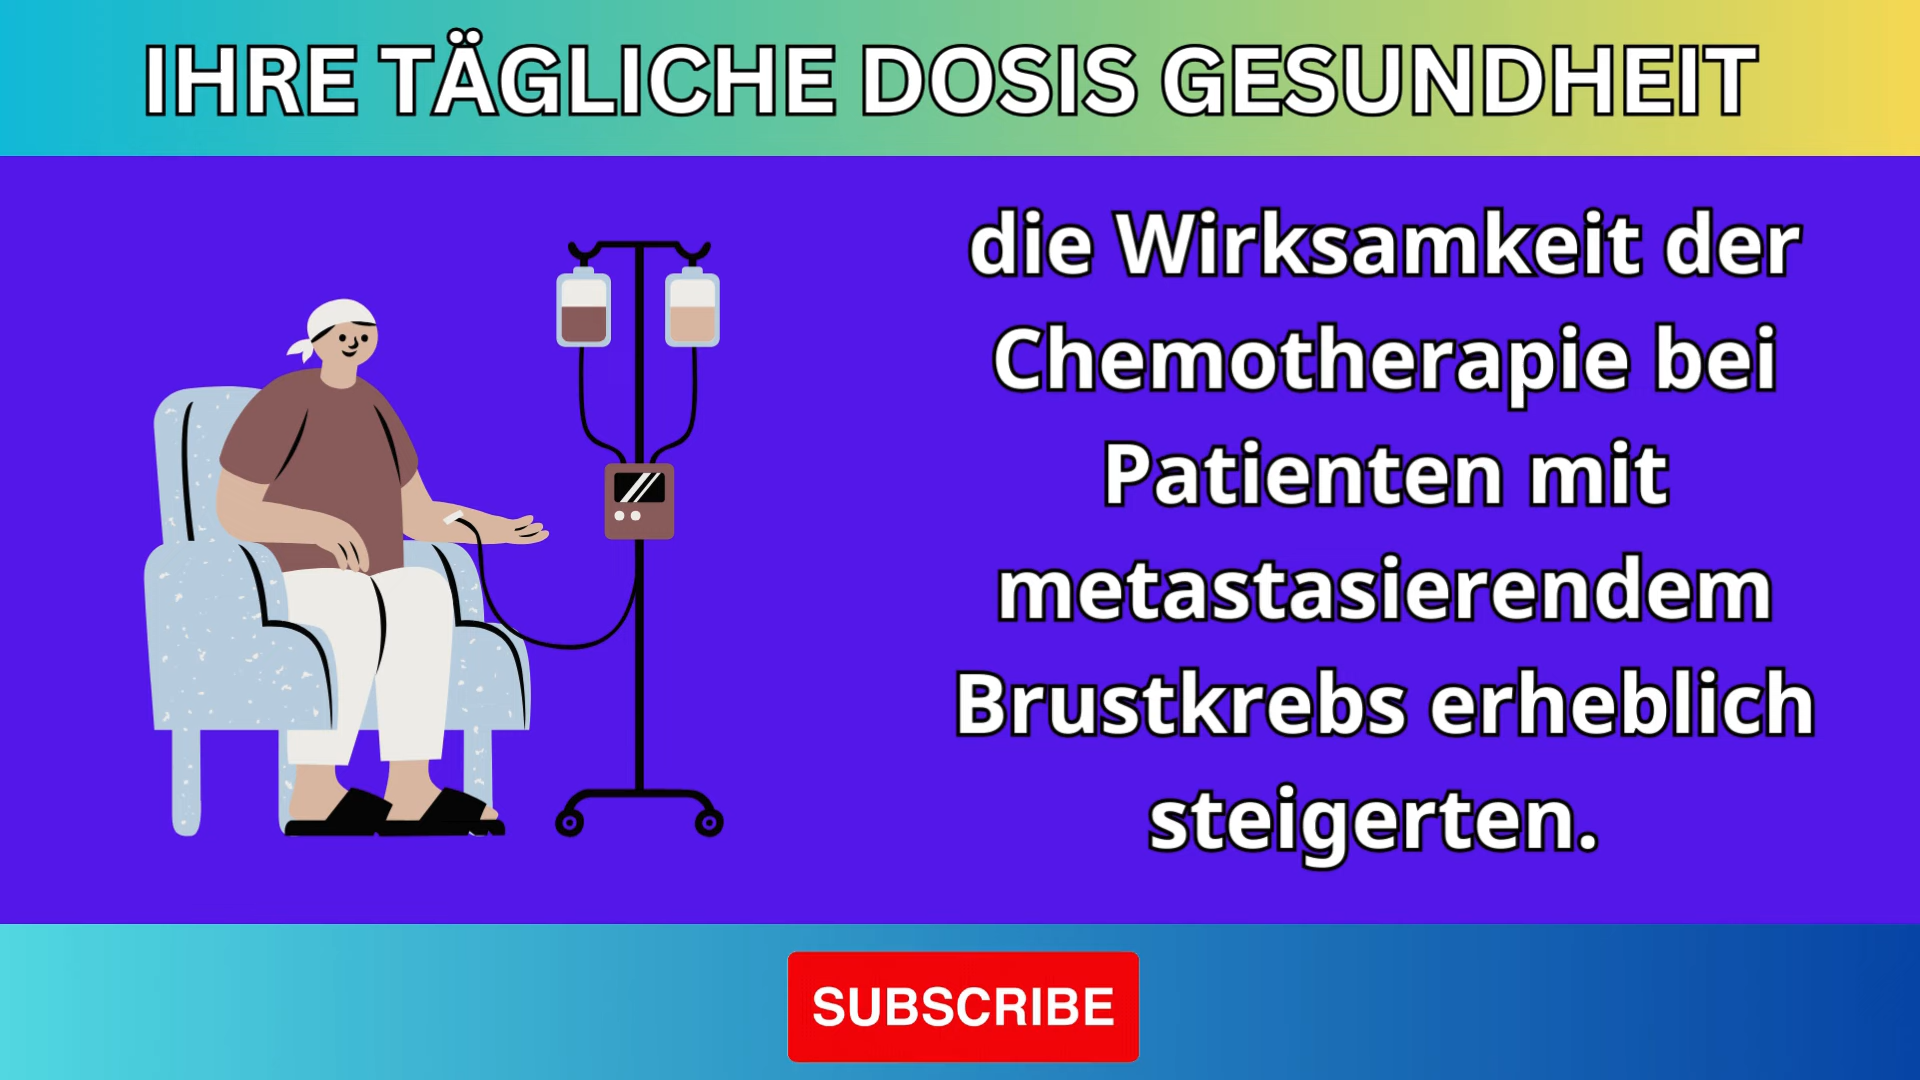 IHRE TÄGLICHE DOSIS GESUNDHEIT
die Wirksamkeit der
Chemotherapie bei
Patienten mit
metastasierendem
Brustkrebs erheblich
steigerten.
SUBSCRIBE